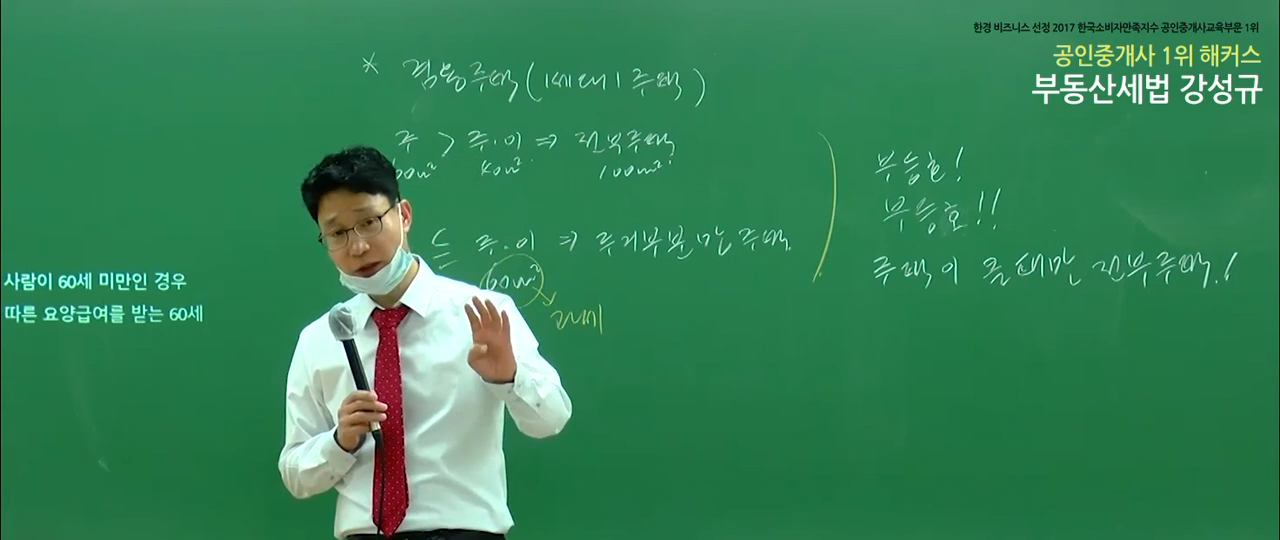 한경 비즈니스 선정 2017 한국소비자만족지수 공인중개사교육부문 1위
공인중개사 1위 해커스
부동산세법 강성규
* 겸용주택(1세대1주택)
주 > 주·이 ⇒ 전부주택
60m² 40m² 100m²
≤ 주·이 ⇒ 주거부분만 주택
60m²
과세
부등호!
부등호!!
주택이 클 때만 전부주택!
사람이 60세 미만인 경우
따른 요양급여를 받는 60세